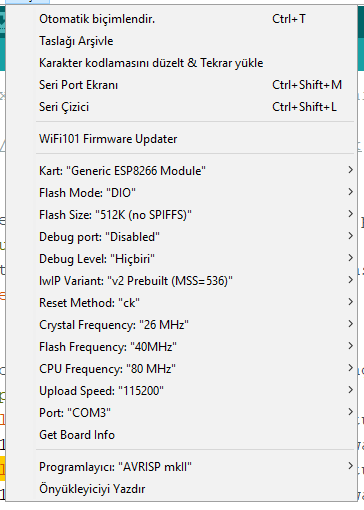 Otomatik biçimlendir. Ctrl+T
Taslağı Arşivle
Karakter kodlamasını düzelt & Tekrar yükle
Seri Port Ekranı Ctrl+Shift+M
Seri Çizici Ctrl+Shift+L
WiFi101 Firmware Updater
Kart: "Generic ESP8266 Module"
Flash Mode: "DIO"
Flash Size: "512K (no SPIFFS)"
Debug port: "Disabled"
Debug Level: "Hiçbiri"
IwIP Variant: "v2 Prebuilt (MSS=536)"
Reset Method: "ck"
Crystal Frequency: "26 MHz"
Flash Frequency: "40MHz"
CPU Frequency: "80 MHz"
Upload Speed: "115200"
Port: "COM3"
Get Board Info
Programlayıcı: "AVRISP mkII"
Önyükleyiciyi Yazdır